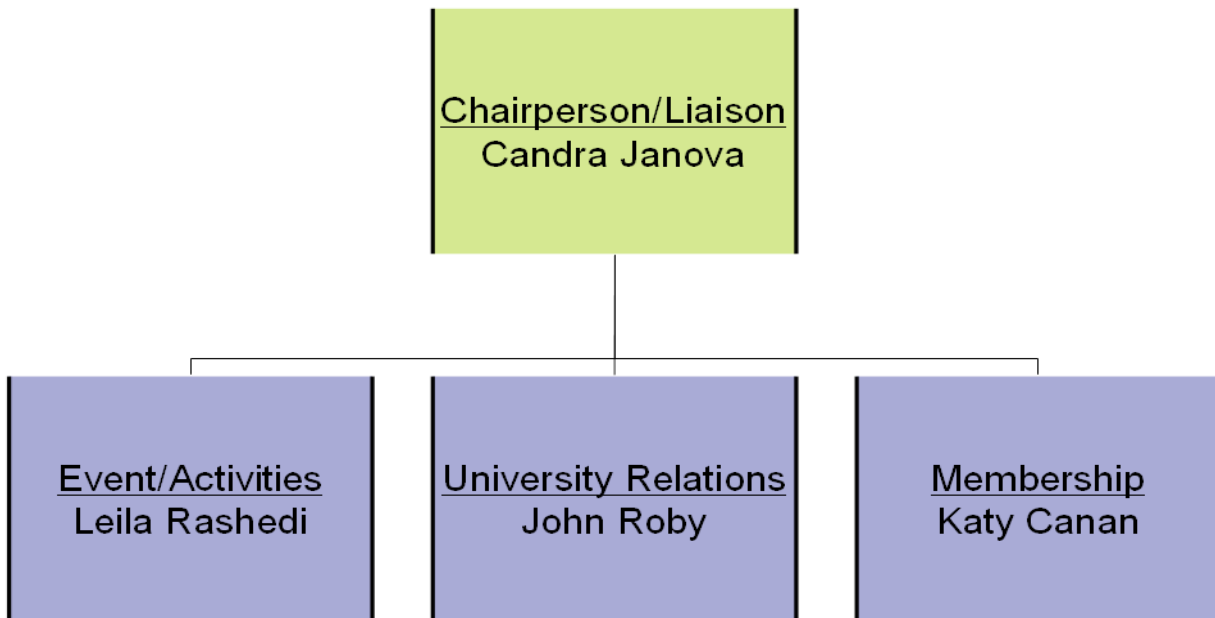 Chairperson/Liaison
Candra Janova
Event/Activities
Leila Rashedi
University Relations
John Roby
Membership
Katy Canan